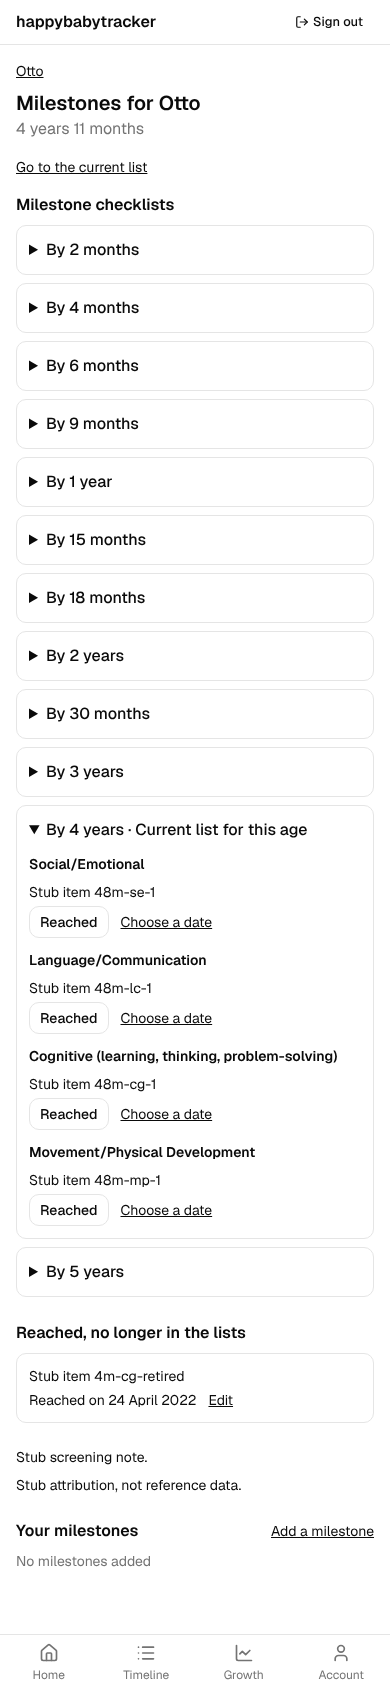 happybabytracker
Sign out
Otto
Milestones for Otto
4 years 11 months
Go to the current list
Milestone checklists
By 2 months
By 4 months
By 6 months
By 9 months
By 1 year
By 15 months
By 18 months
By 2 years
By 30 months
By 3 years
By 4 years · Current list for this age
Social/Emotional
Stub item 48m-se-1
Reached Choose a date
Language/Communication
Stub item 48m-lc-1
Reached Choose a date
Cognitive (learning, thinking, problem-solving)
Stub item 48m-cg-1
Reached Choose a date
Movement/Physical Development
Stub item 48m-mp-1
Reached Choose a date
By 5 years
Reached, no longer in the lists
Stub item 4m-cg-retired
Reached on 24 April 2022 Edit
Stub screening note.
Stub attribution, not reference data.
Your milestones Add a milestone
No milestones added
Home Timeline Growth Account